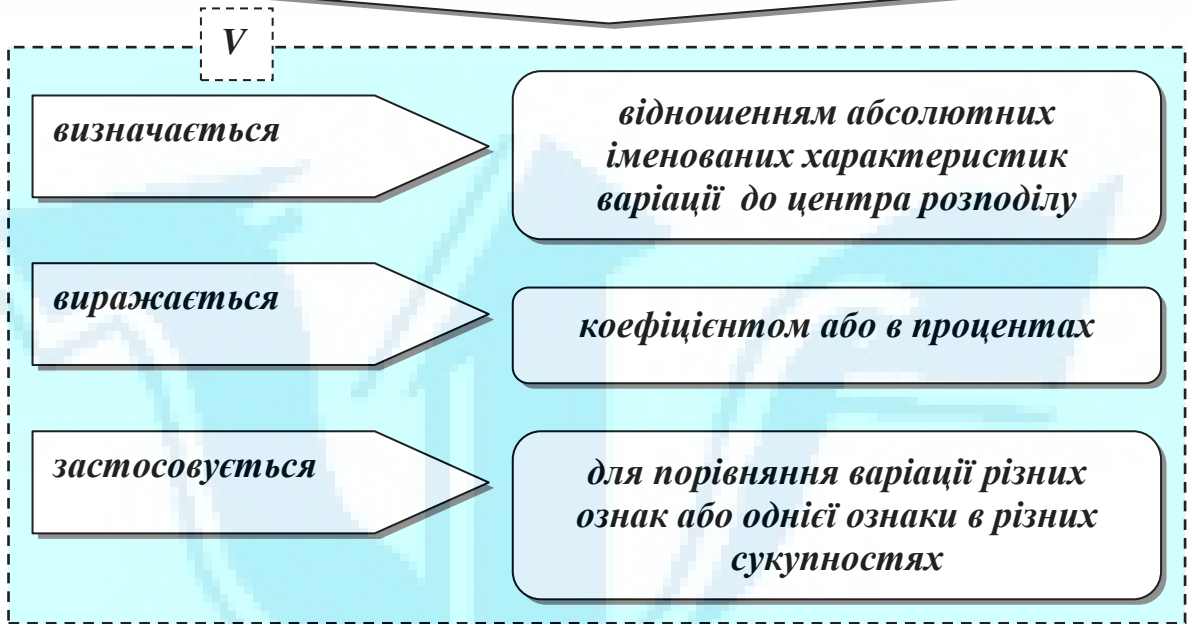 V
визначається
відношенням абсолютних
іменованих характеристик
варіації до центра розподілу
виражається
коефіцієнтом або в процентах
застосовується
для порівняння варіації різних
ознак або однієї ознаки в різних
сукупностях